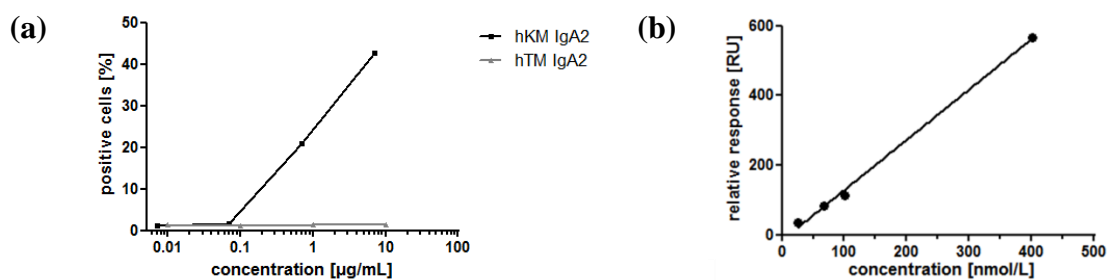 (a)
positive cells [%]
50
40
30
20
10
0
0.01 0.1 1 10 100
concentration [µg/mL]
hKM IgA2
hTM IgA2
(b)
relative response [RU]
600
400
200
0
0 100 200 300 400 500
concentration [nmol/L]